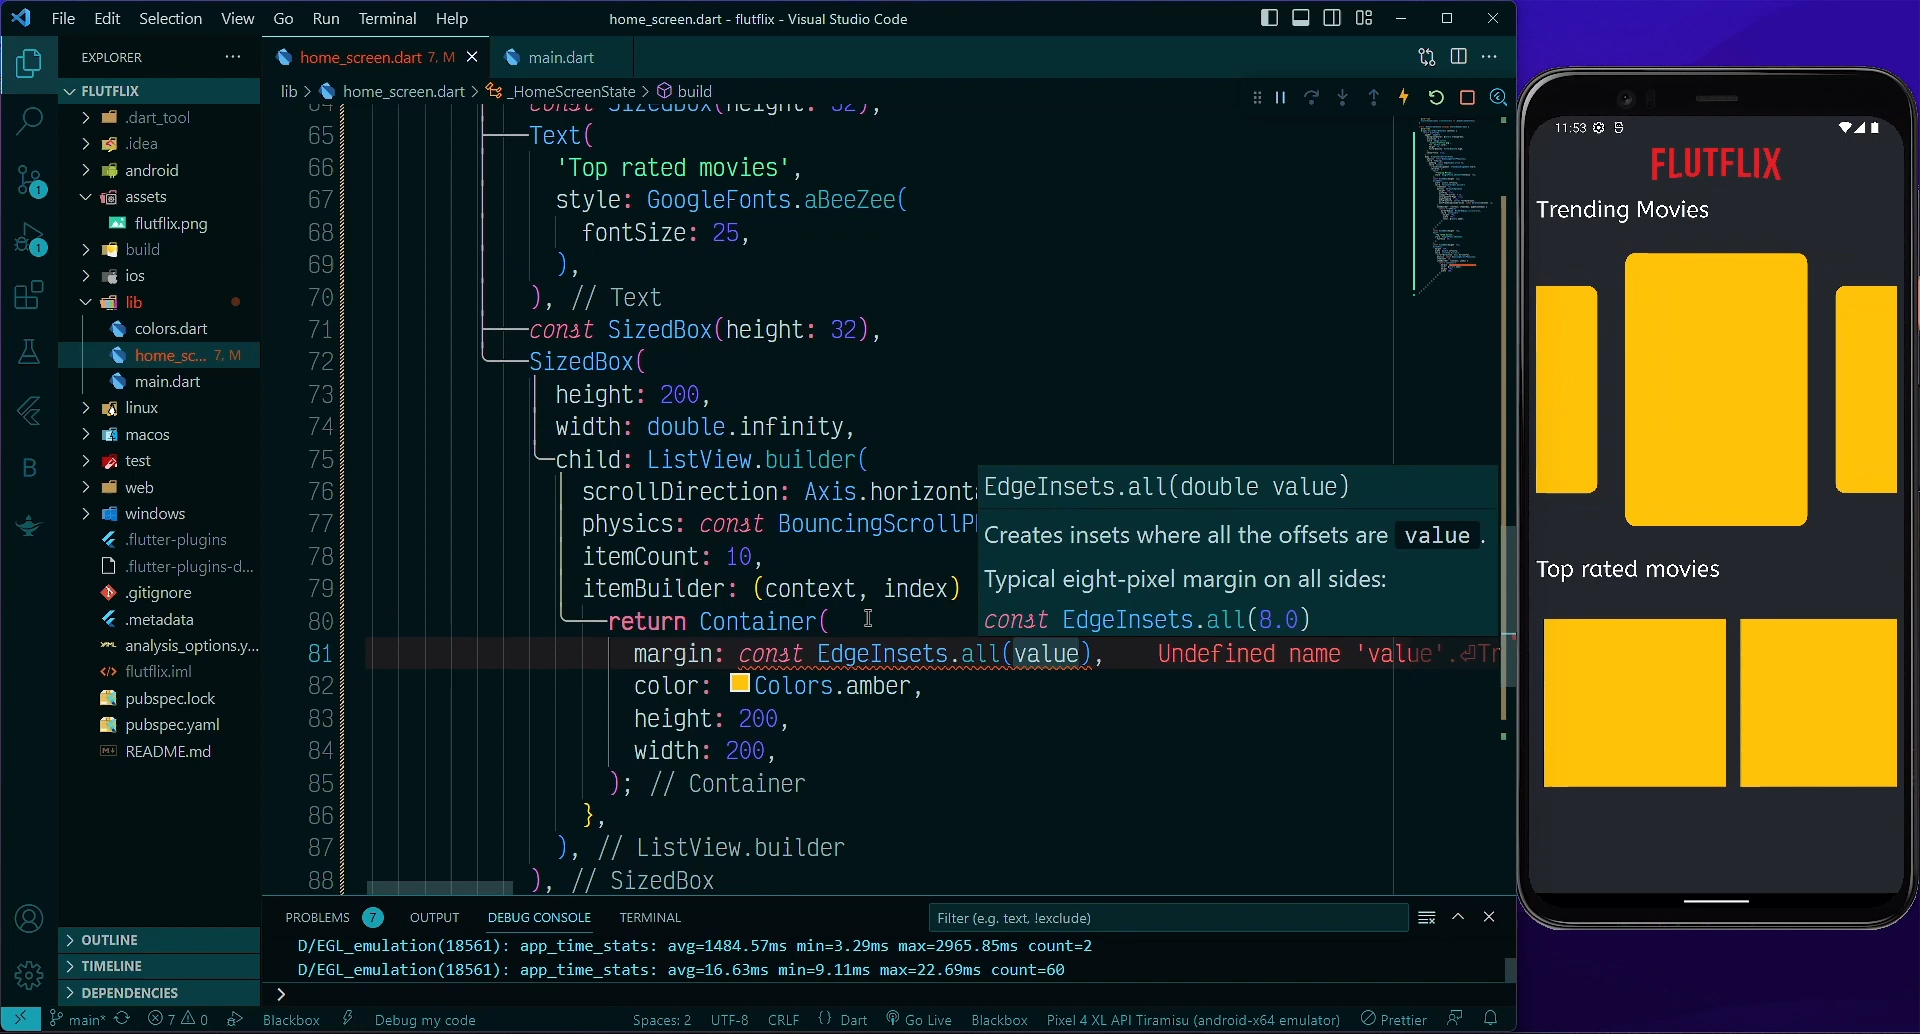 File Edit Selection View Go Run Terminal Help
home_screen.dart - flutflix - Visual Studio Code
EXPLORER
home_screen.dart 7, M
main.dart
FLUTFLIX
lib > home_screen.dart > _HomeScreenState > build
.dart_tool
.idea
android
assets
flutflix.png
build
ios
lib
colors.dart
home_sc... 7, M
main.dart
linux
macos
test
web
windows
.flutter-plugins
.flutter-plugins-d...
.gitignore
.metadata
analysis_options.y...
flutflix.iml
pubspec.lock
pubspec.yaml
README.md
OUTLINE
TIMELINE
DEPENDENCIES
1
1
64 const SizedBox(height: 32),
65 Text(
66 'Top rated movies',
67 style: GoogleFonts.aBeeZee(
68 fontSize: 25,
69 ),
70 ), // Text
71 const SizedBox(height: 32),
72 SizedBox(
73 height: 200,
74 width: double.infinity,
75 child: ListView.builder(
76 scrollDirection: Axis.horizonta
77 physics: const BouncingScrollP
78 itemCount: 10,
79 itemBuilder: (context, index)
80 return Container(
81 margin: const EdgeInsets.all(value), Undefined name 'value'.⏎Tr
82 color: Colors.amber,
83 height: 200,
84 width: 200,
85 ); // Container
86 },
87 ), // ListView.builder
88 ), // SizedBox
EdgeInsets.all(double value)
Creates insets where all the offsets are value.
Typical eight-pixel margin on all sides:
const EdgeInsets.all(8.0)
PROBLEMS 7 OUTPUT DEBUG CONSOLE TERMINAL
Filter (e.g. text, !exclude)
D/EGL_emulation(18561): app_time_stats: avg=1484.57ms min=3.29ms max=2965.85ms count=2
D/EGL_emulation(18561): app_time_stats: avg=16.63ms min=9.11ms max=22.69ms count=60
>
main* 7 0 Blackbox Debug my code
Spaces: 2 UTF-8 CRLF {} Dart Go Live Blackbox Pixel 4 XL API Tiramisu (android-x64 emulator) Prettier
11:53
FLUTFLIX
Trending Movies
Top rated movies